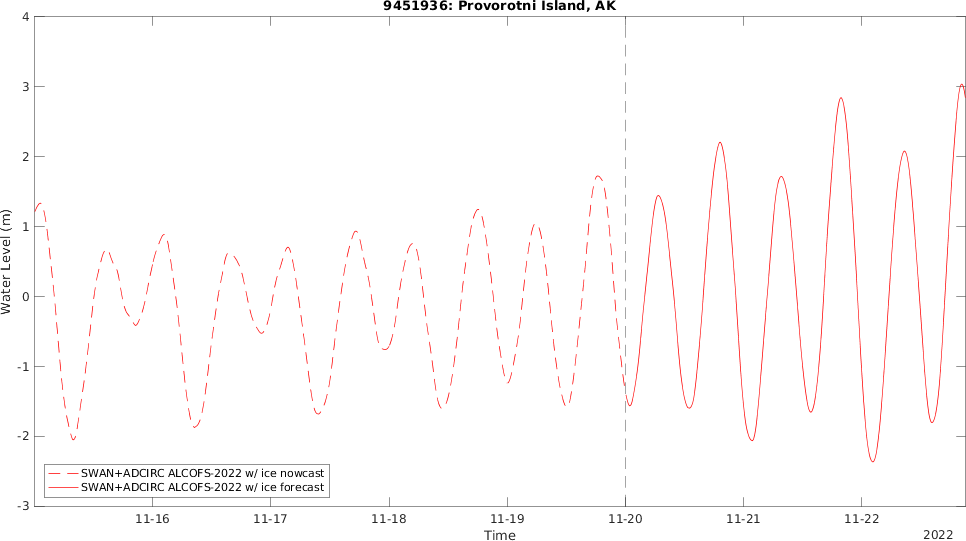 9451936: Provorotni Island, AK
4
3
2
1
0
-1
-2
-3
Water Level (m)
SWAN+ADCIRC ALCOFS-2022 w/ ice nowcast
SWAN+ADCIRC ALCOFS-2022 w/ ice forecast
11-16 11-17 11-18 11-19 11-20 11-21 11-22
Time
2022